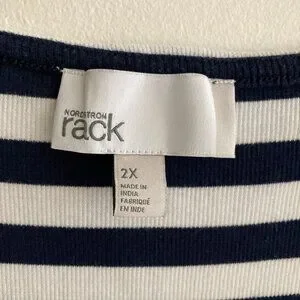 NORDSTROM
rack
2X
MADE IN
INDIA
FABRIQUÉ
EN INDE